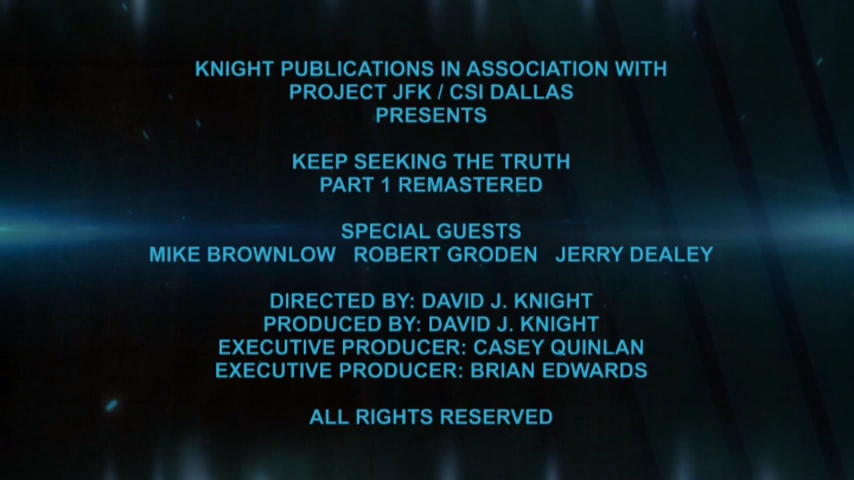 KNIGHT PUBLICATIONS IN ASSOCIATION WITH
PROJECT JFK / CSI DALLAS
PRESENTS
KEEP SEEKING THE TRUTH
PART 1 REMASTERED
SPECIAL GUESTS
MIKE BROWNLOW ROBERT GRODEN JERRY DEALEY
DIRECTED BY: DAVID J. KNIGHT
PRODUCED BY: DAVID J. KNIGHT
EXECUTIVE PRODUCER: CASEY QUINLAN
EXECUTIVE PRODUCER: BRIAN EDWARDS
ALL RIGHTS RESERVED